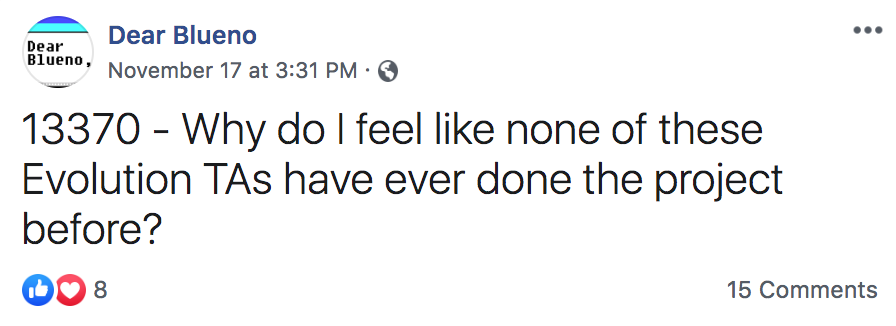 Dear Blueno
Dear
Blueno,
November 17 at 3:31 PM ·
13370 - Why do I feel like none of these
Evolution TAs have ever done the project
before?
8
15 Comments